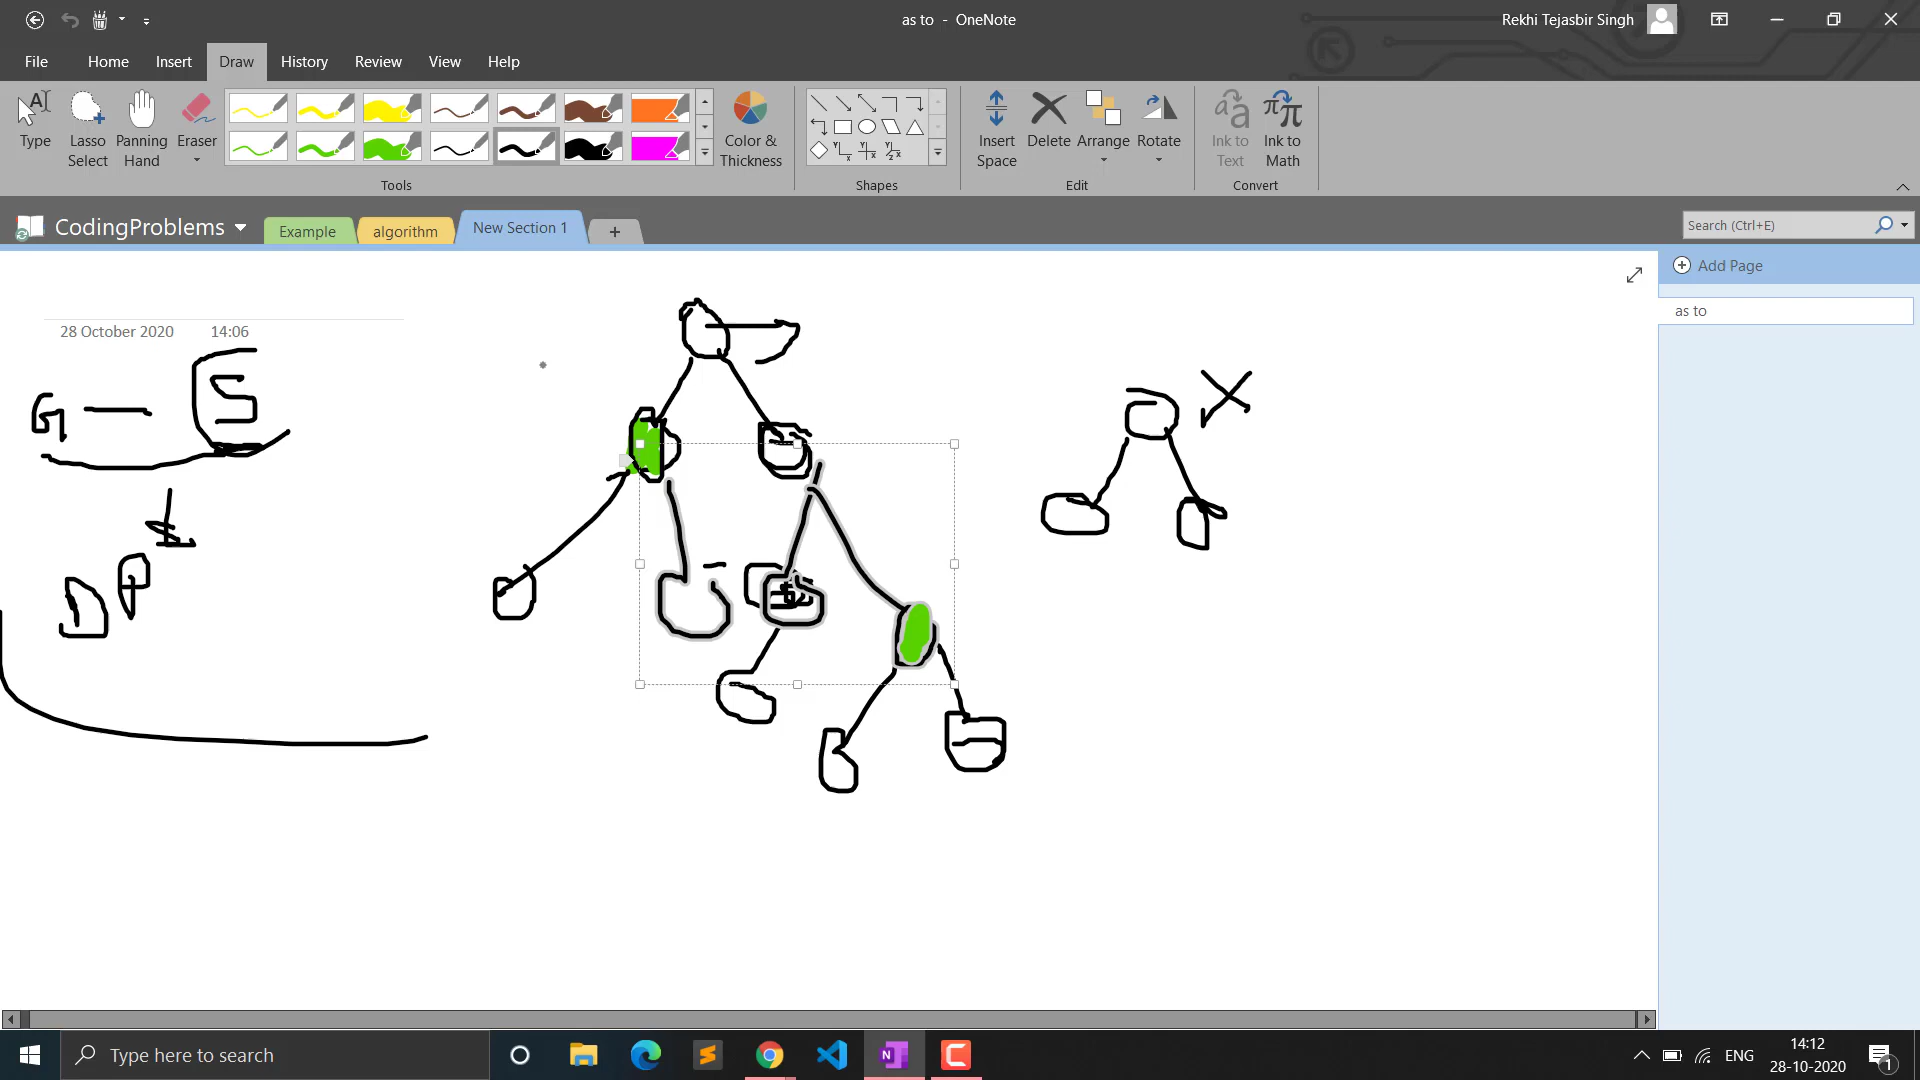 as to - OneNote
Rekhi Tejasbir Singh
File Home Insert Draw History Review View Help
Type
Lasso Select
Panning Hand
Eraser
Color & Thickness
Insert Space
Delete
Arrange
Rotate
Ink to Text
Ink to Math
Tools
Shapes
Edit
Convert
CodingProblems
Example
algorithm
New Section 1
Search (Ctrl+E)
Add Page
as to
28 October 2020 14:06
G — S
DP
Type here to search
ENG
14:12
28-10-2020
1